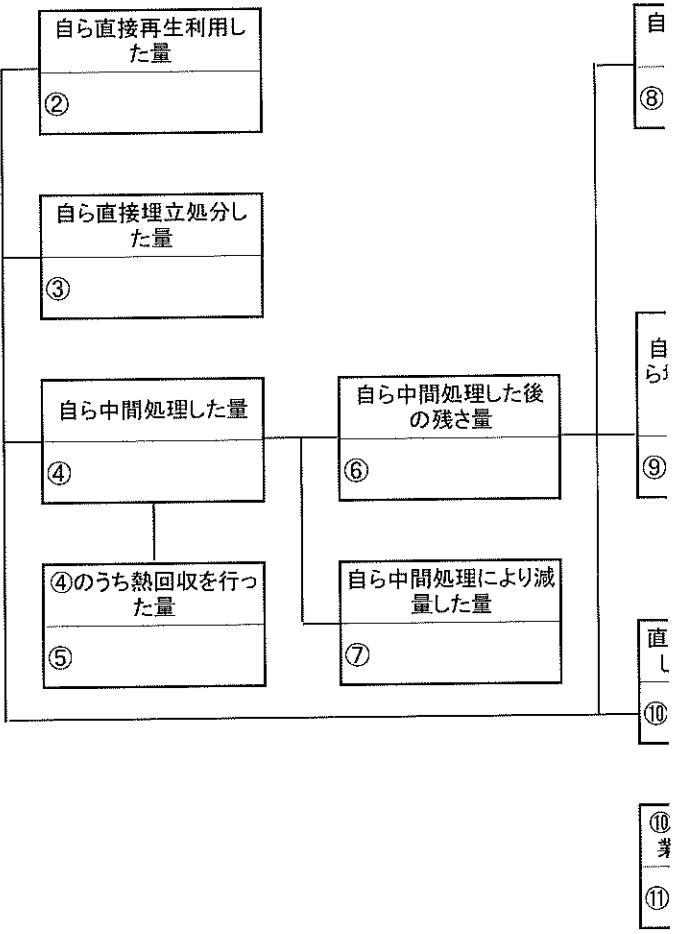 自ら直接再生利用し
た量
②
自ら直接埋立処分し
た量
③
自ら中間処理した量
④
④のうち熱回収を行っ
た量
⑤
自ら中間処理した後
の残さ量
⑥
自ら中間処理により減
量した量
⑦
自
⑧
自
ら
⑨
直
し
⑩
⑩
業
⑪